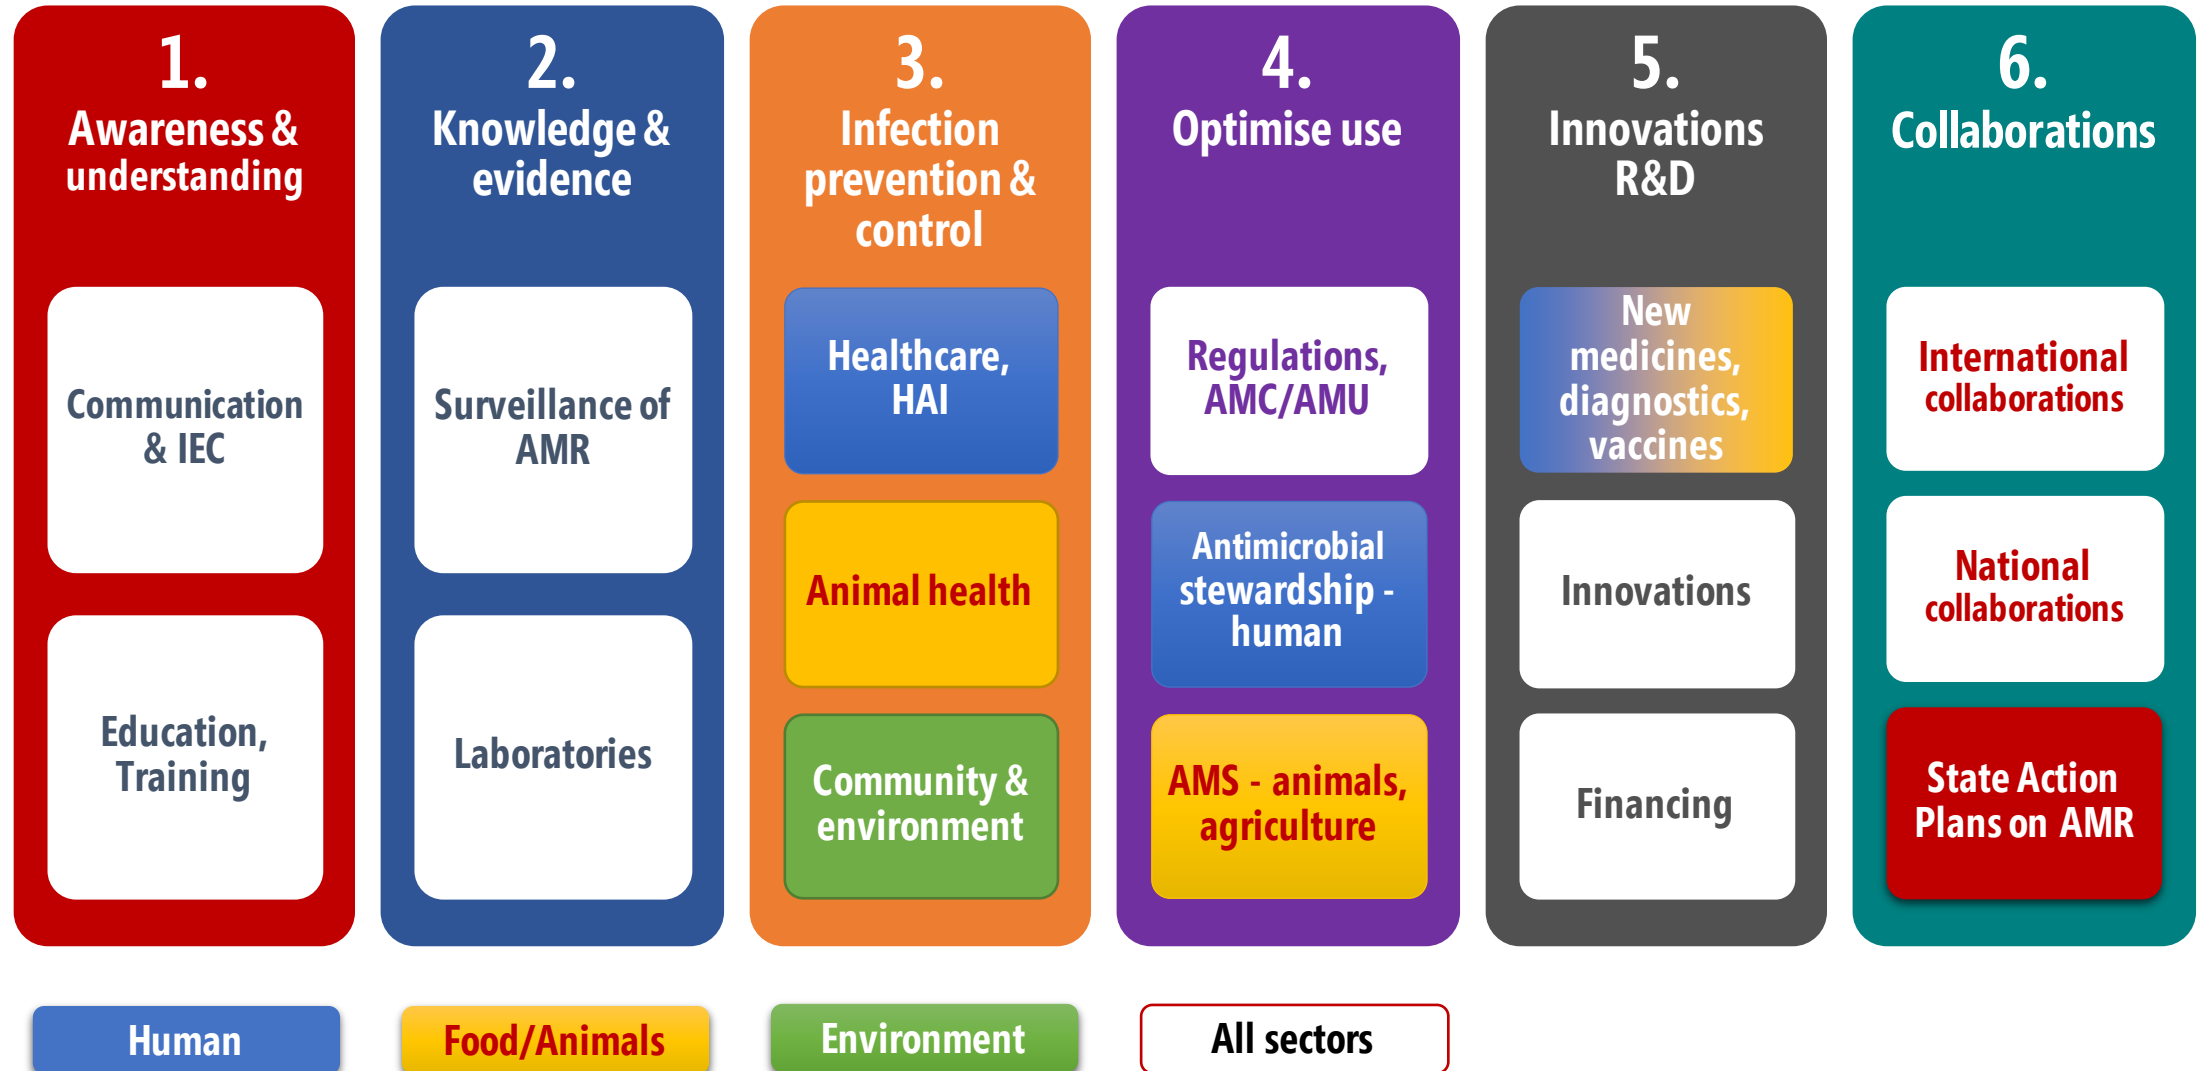 1.
Awareness &
understanding
Communication
& IEC
Education,
Training
2.
Knowledge &
evidence
Surveillance of
AMR
Laboratories
3.
Infection
prevention &
control
Healthcare,
HAI
Animal health
Community &
environment
4.
Optimise use
Regulations,
AMC/AMU
Antimicrobial
stewardship -
human
AMS - animals,
agriculture
5.
Innovations
R&D
New
medicines,
diagnostics,
vaccines
Innovations
Financing
6.
Collaborations
International
collaborations
National
collaborations
State Action
Plans on AMR
Human
Food/Animals
Environment
All sectors